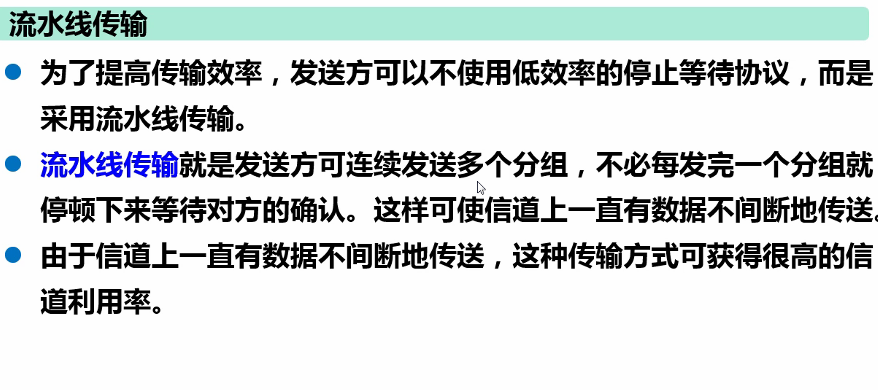 流水线传输
为了提高传输效率，发送方可以不使用低效率的停止等待协议，而是
采用流水线传输。
流水线传输就是发送方可连续发送多个分组，不必每发完一个分组就
停顿下来等待对方的确认。这样可使信道上一直有数据不间断地传送。
由于信道上一直有数据不间断地传送，这种传输方式可获得很高的信
道利用率。